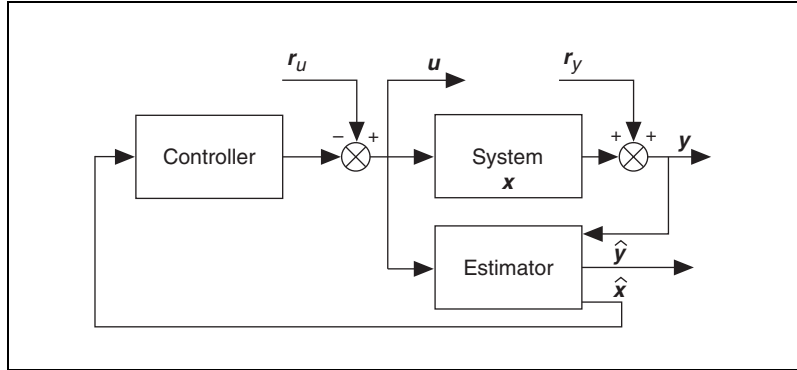 r_u
u
r_y
− +
+ +
Controller
System
x
y
Estimator
ŷ
x̂